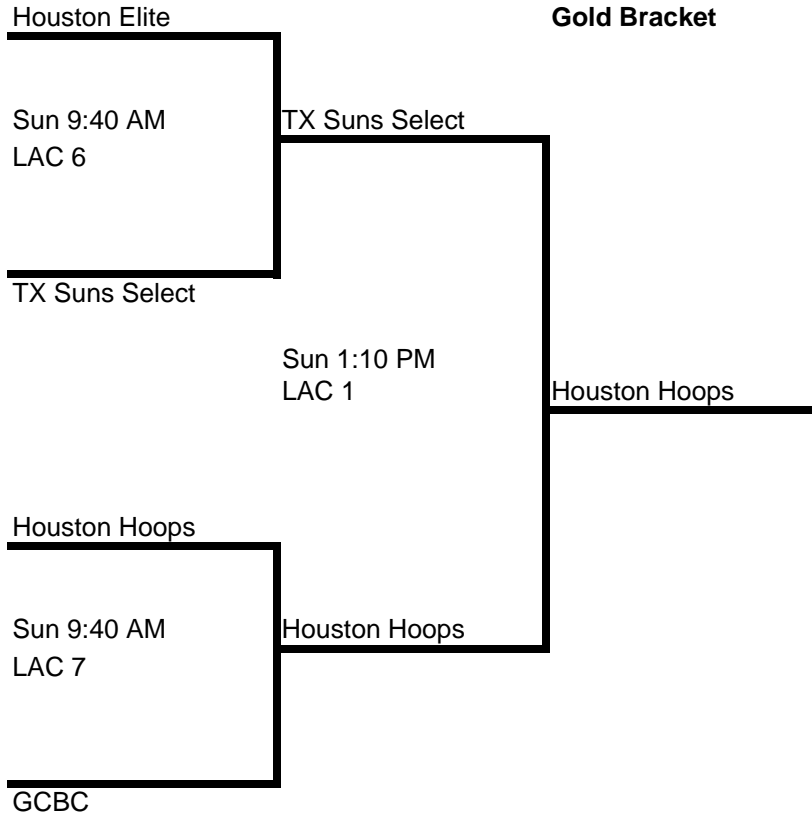 Houston Elite
Gold Bracket
Sun 9:40 AM
LAC 6
TX Suns Select
TX Suns Select
Sun 1:10 PM
LAC 1
Houston Hoops
Houston Hoops
Sun 9:40 AM
LAC 7
Houston Hoops
GCBC